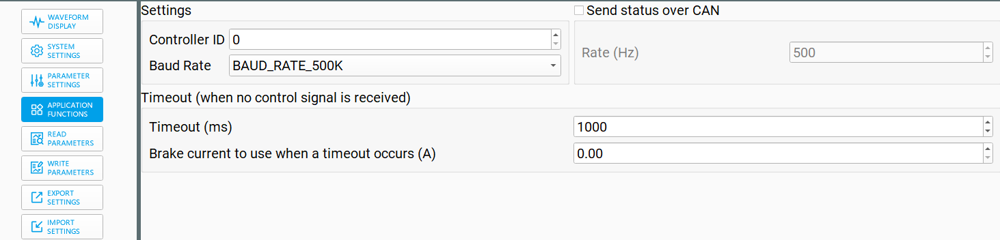 WAVEFORM
DISPLAY
SYSTEM
SETTINGS
PARAMETER
SETTINGS
APPLICATION
FUNCTIONS
READ
PARAMETERS
WRITE
PARAMETERS
EXPORT
SETTINGS
IMPORT
SETTINGS
Settings
Controller ID 0
Baud Rate BAUD_RATE_500K
Send status over CAN
Rate (Hz) 500
Timeout (when no control signal is received)
Timeout (ms) 1000
Brake current to use when a timeout occurs (A) 0.00